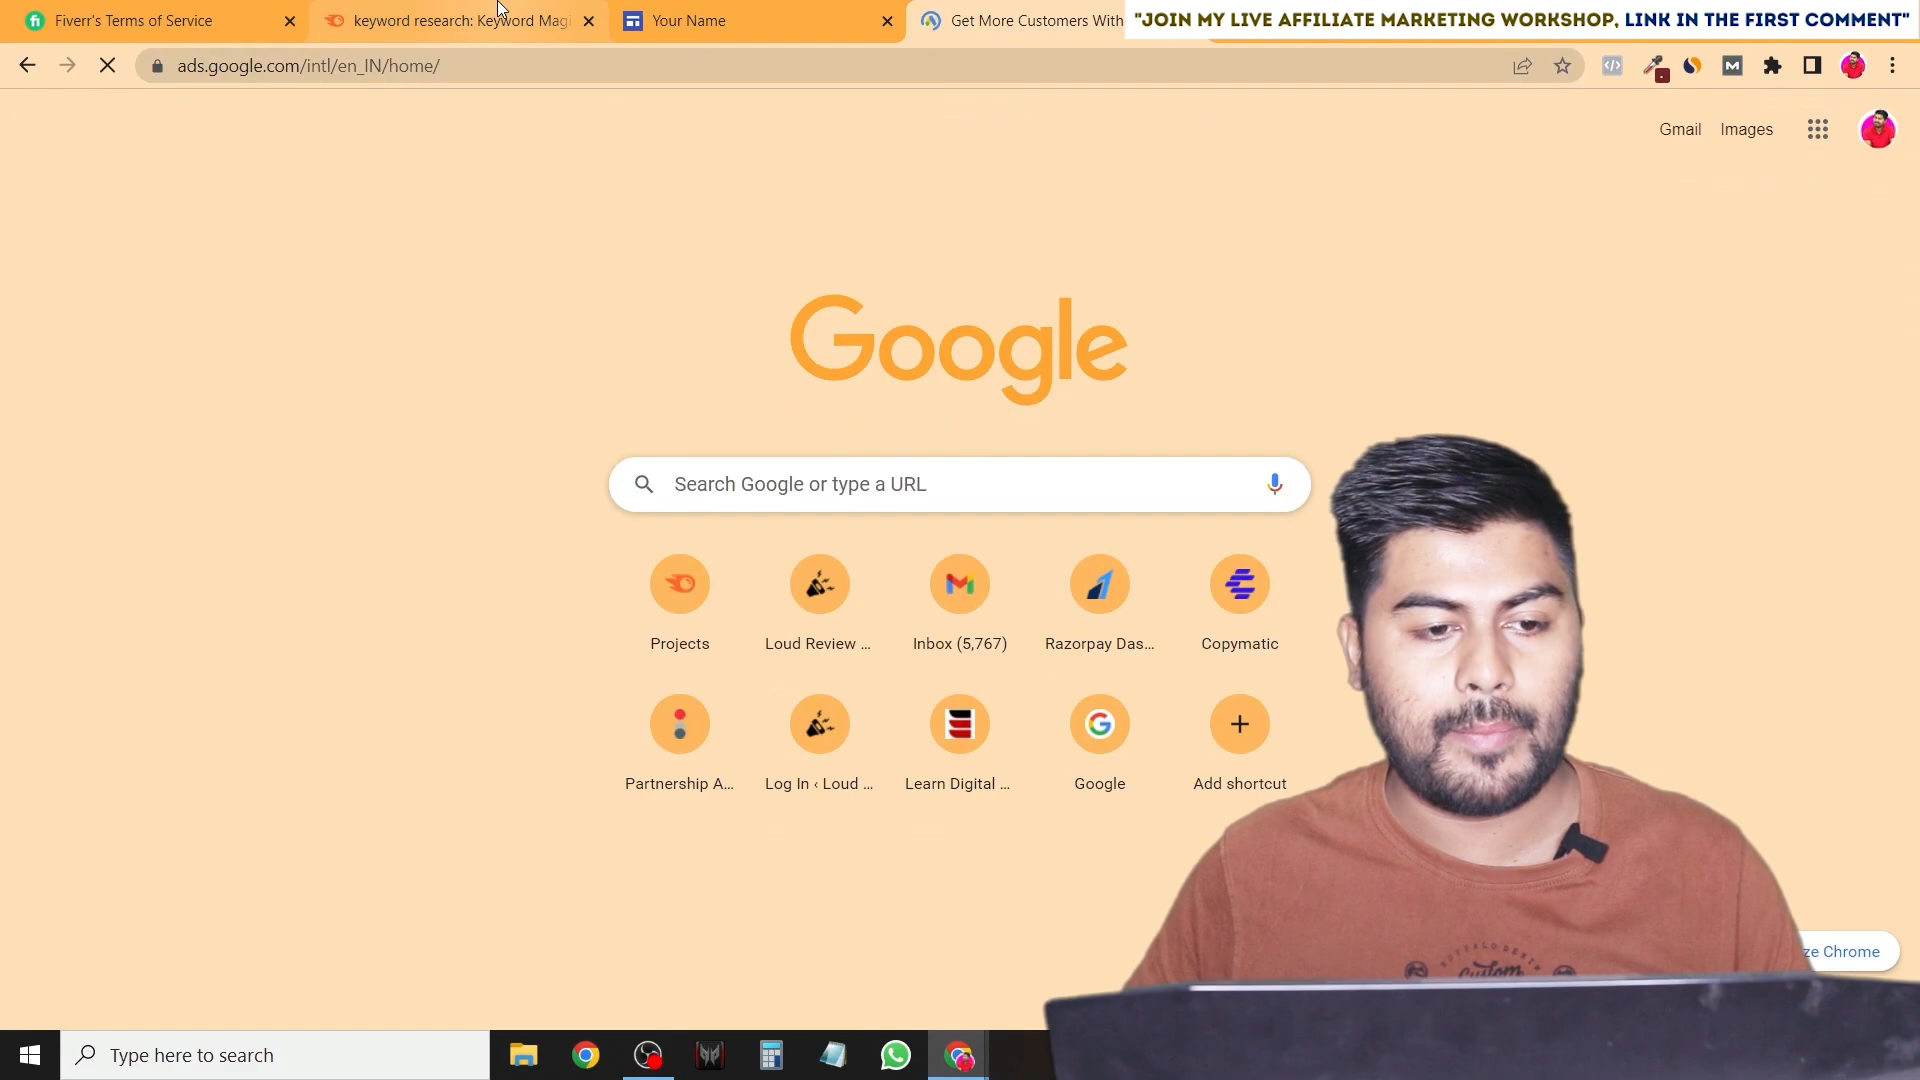 Fiverr's Terms of Service
keyword research: Keyword Magi
Your Name
Get More Customers With
"JOIN MY LIVE AFFILIATE MARKETING WORKSHOP, LINK IN THE FIRST COMMENT"
ads.google.com/intl/en_IN/home/
Gmail Images
Google
Search Google or type a URL
Projects
Loud Review ...
Inbox (5,767)
Razorpay Das...
Copymatic
Partnership A...
Log In ‹ Loud ...
Learn Digital ...
Google
Add shortcut
ze Chrome
Custom
Type here to search